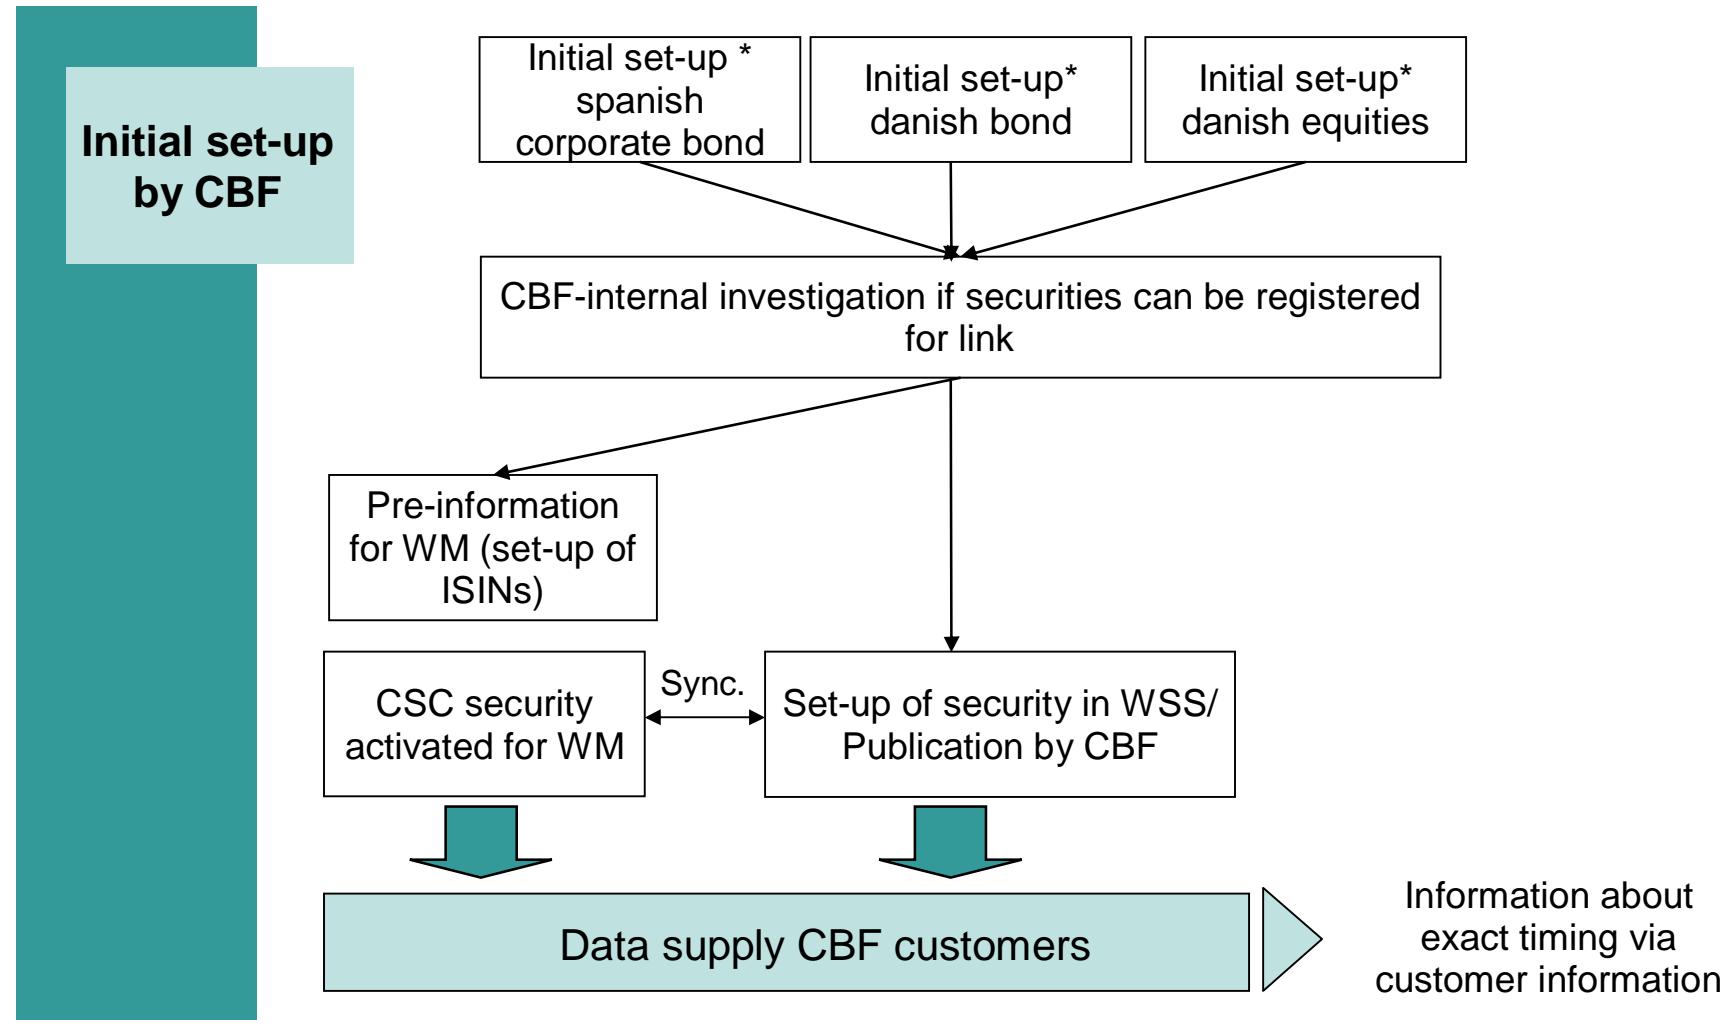 Initial set-up
by CBF
Initial set-up *
spanish
corporate bond
Initial set-up*
danish bond
Initial set-up*
danish equities
CBF-internal investigation if securities can be registered
for link
Pre-information
for WM (set-up of
ISINs)
CSC security
activated for WM
Sync.
Set-up of security in WSS/
Publication by CBF
Data supply CBF customers
Information about
exact timing via
customer information